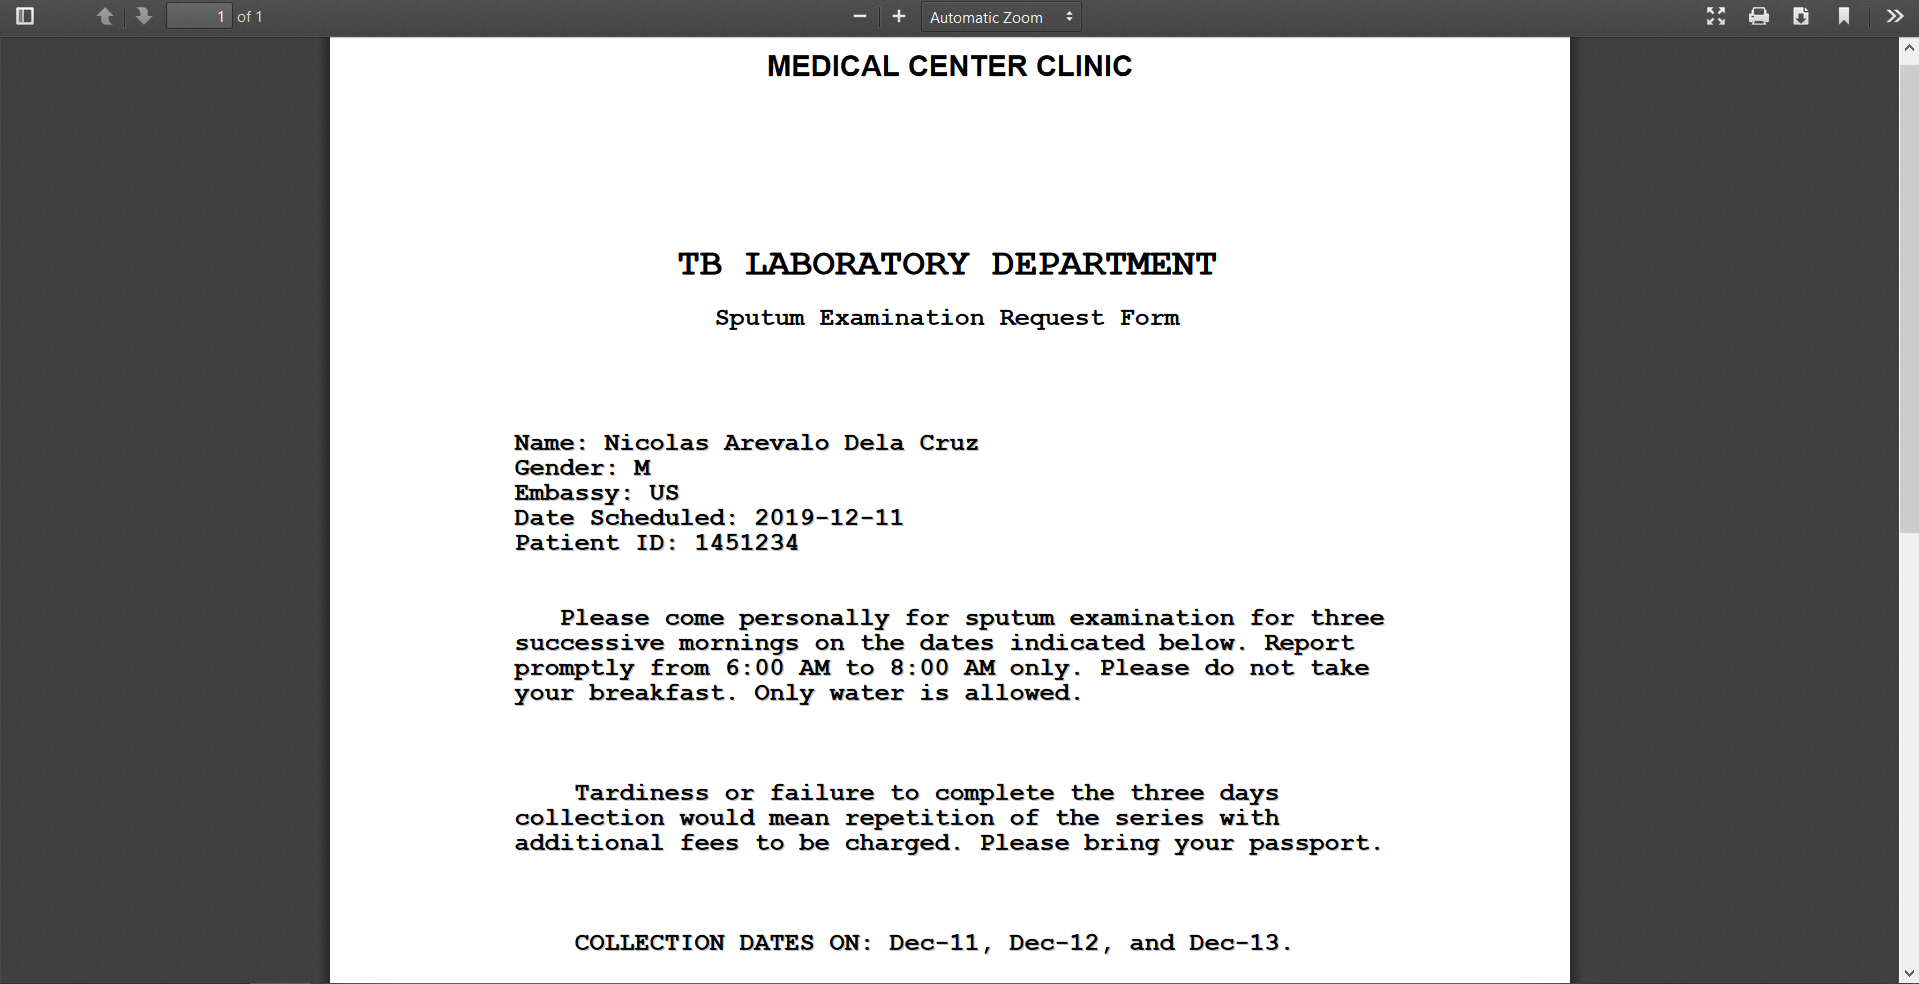 1 of 1 Automatic Zoom
MEDICAL CENTER CLINIC
TB LABORATORY DEPARTMENT
Sputum Examination Request Form
Name: Nicolas Arevalo Dela Cruz
Gender: M
Embassy: US
Date Scheduled: 2019-12-11
Patient ID: 1451234
Please come personally for sputum examination for three
successive mornings on the dates indicated below. Report
promptly from 6:00 AM to 8:00 AM only. Please do not take
your breakfast. Only water is allowed.
Tardiness or failure to complete the three days
collection would mean repetition of the series with
additional fees to be charged. Please bring your passport.
COLLECTION DATES ON: Dec-11, Dec-12, and Dec-13.